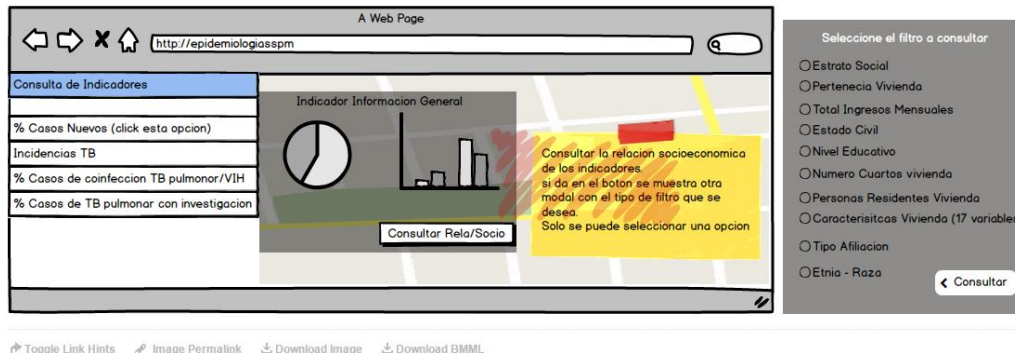 A Web Page
http://epidemiologiasspm
Consulta de Indicadores
% Casos Nuevos (click esta opcion)
Incidencias TB
% Casos de coinfeccion TB pulmonor/VIH
% Casos de TB pulmonar con investigacion
Indicador Informacion General
Consultar Rela/Socio
Consultar la relacion socioeconomica
de los indicadores.
si da en el boton se muestra otra
modal con el tipo de filtro que se
desea.
Solo se puede seleccionar una opcion
Seleccione el filtro a consultar
Estrato Social
Pertenecia Vivienda
Total Ingresos Mensuales
Estado Civil
Nivel Educativo
Numero Cuartos vivienda
Personas Residentes Vivienda
Caracterisitcas Vivienda (17 variables
Tipo Afiliacion
Etnia - Raza
Consultar
Toggle Link Hints Image Permalink Download Image Download BMML